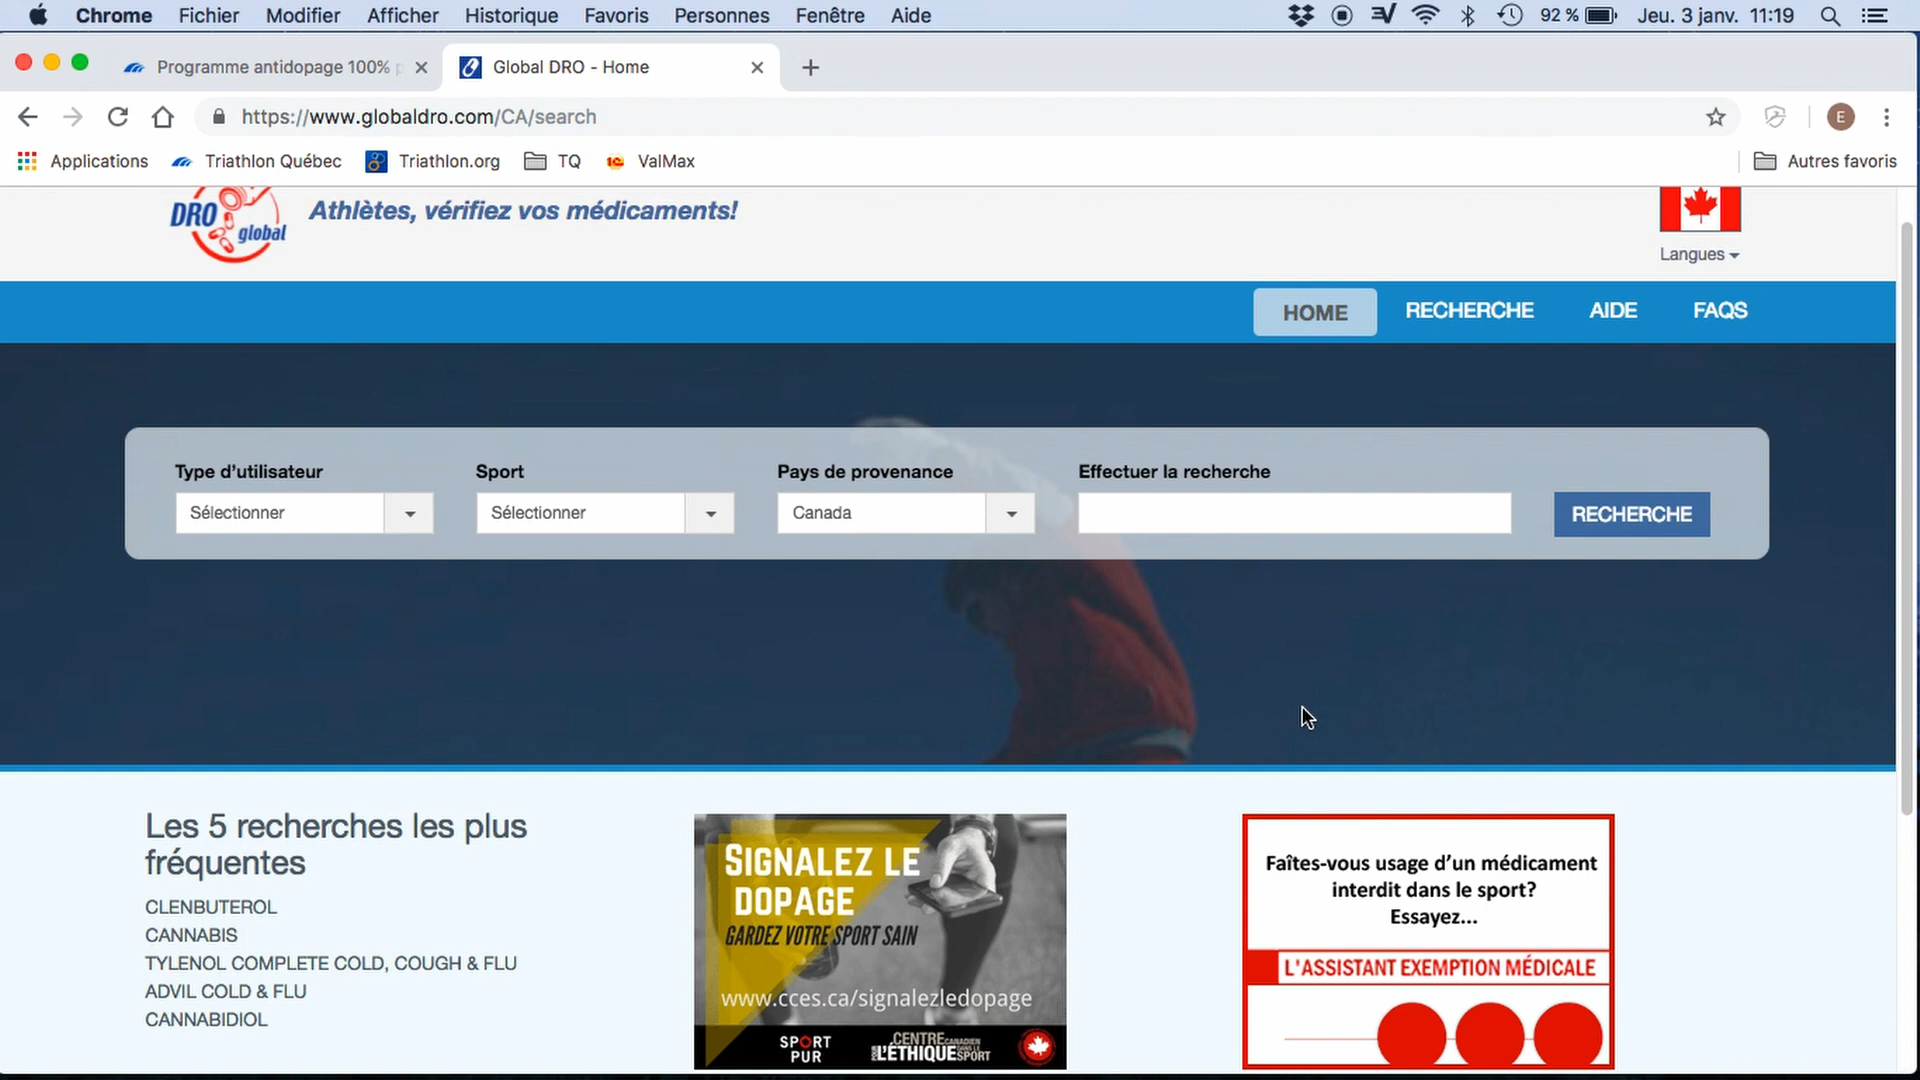 Chrome Fichier Modifier Afficher Historique Favoris Personnes Fenêtre Aide 92 % Jeu. 3 janv. 11:19
Programme antidopage 100% p
Global DRO - Home
https://www.globaldro.com/CA/search
E
Applications Triathlon Québec Triathlon.org TQ ValMax Autres favoris
DRO global
Athlètes, vérifiez vos médicaments!
Langues
HOME RECHERCHE AIDE FAQS
Type d'utilisateur Sport Pays de provenance Effectuer la recherche
Sélectionner Sélectionner Canada RECHERCHE
Les 5 recherches les plus
fréquentes
CLENBUTEROL
CANNABIS
TYLENOL COMPLETE COLD, COUGH & FLU
ADVIL COLD & FLU
CANNABIDIOL
SIGNALEZ LE
DOPAGE
GARDEZ VOTRE SPORT SAIN
www.cces.ca/signalezledopage
SPORT
PUR
CENTRE CANADIEN
POUR L'ÉTHIQUE DANS LE SPORT
Faîtes-vous usage d'un médicament
interdit dans le sport?
Essayez...
L'ASSISTANT EXEMPTION MÉDICALE